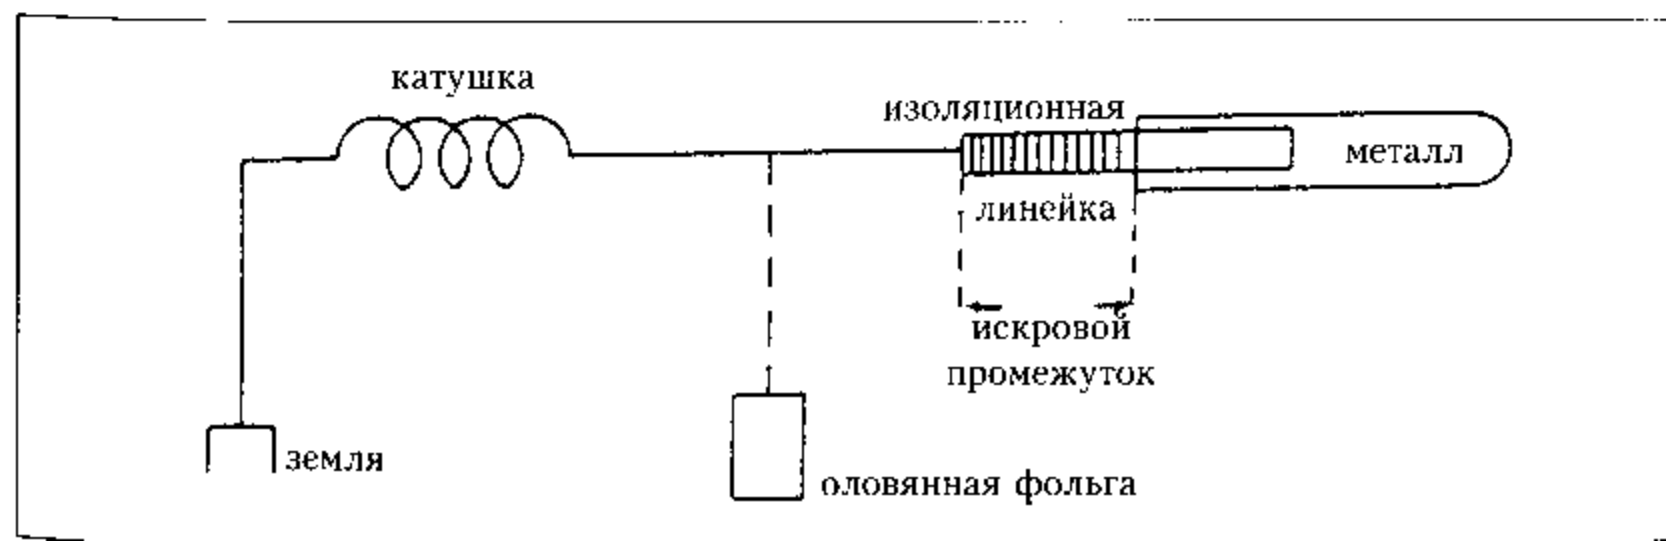 катушка
изоляционная
металл
линейка
искровой
промежуток
земля
оловянная фольга